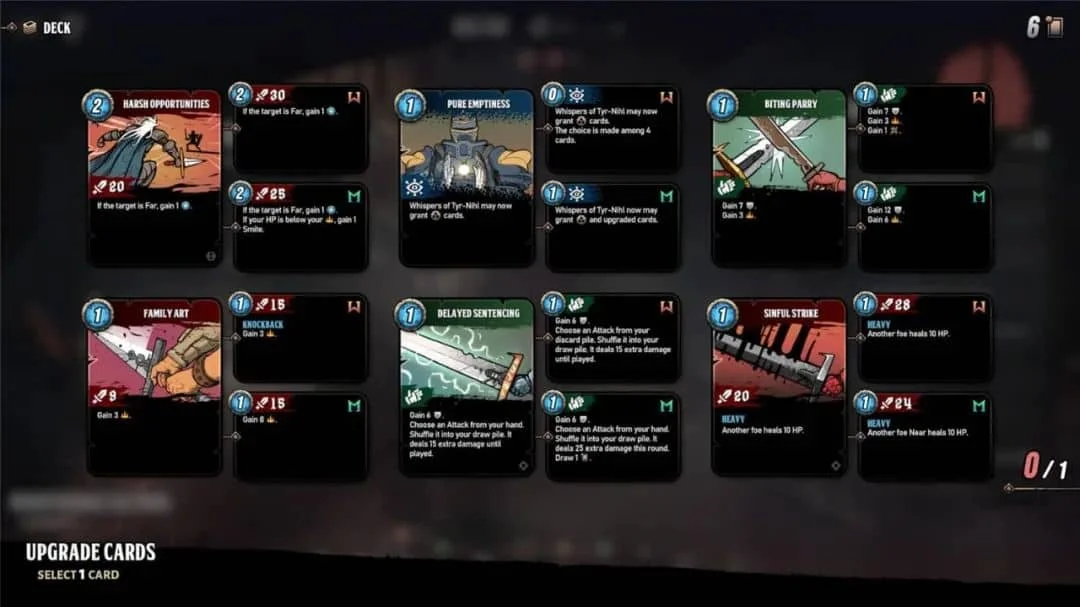 DECK
6
2
HARSH OPPORTUNITIES
20
If the target is Far, gain 1 .
2 30 W
If the target is Far, gain 1 .
2 25 M
If the target is Far, gain 1 .
If your HP is below your , gain 1
Smile.
1
PURE EMPTINESS
Whispers of Tyr-Nihl may now
grant cards.
0 W
Whispers of Tyr-Nihl may now
grant cards.
The choice is made among 4
cards.
1 M
Whispers of Tyr-Nihl now may
grant and upgraded cards.
1
BITING PARRY
Gain 7 .
Gain 3 .
1 W
Gain 7 .
Gain 3 .
Gain 1 .
1 M
Gain 12 .
Gain 6 .
1
FAMILY ART
9
Gain 3 .
1 15 W
KNOCKBACK
Gain 3 .
1 15 M
Gain 8 .
1
DELAYED SENTENCING
Gain 6 .
Choose an Attack from your hand.
Shuffle it into your draw pile. It
deals 15 extra damage until
played.
1 W
Gain 6 .
Choose an Attack from your
discard pile. Shuffle it into your
draw pile. It deals 15 extra damage
until played.
1 M
Gain 6 .
Choose an Attack from your hand.
Shuffle it into your draw pile. It
deals 25 extra damage this round.
Draw 1 .
1
SINFUL STRIKE
20
HEAVY
Another foe heals 10 HP.
1 28 W
HEAVY
Another foe heals 10 HP.
1 24 M
HEAVY
Another foe Near heals 10 HP.
0/1
UPGRADE CARDS
SELECT 1 CARD